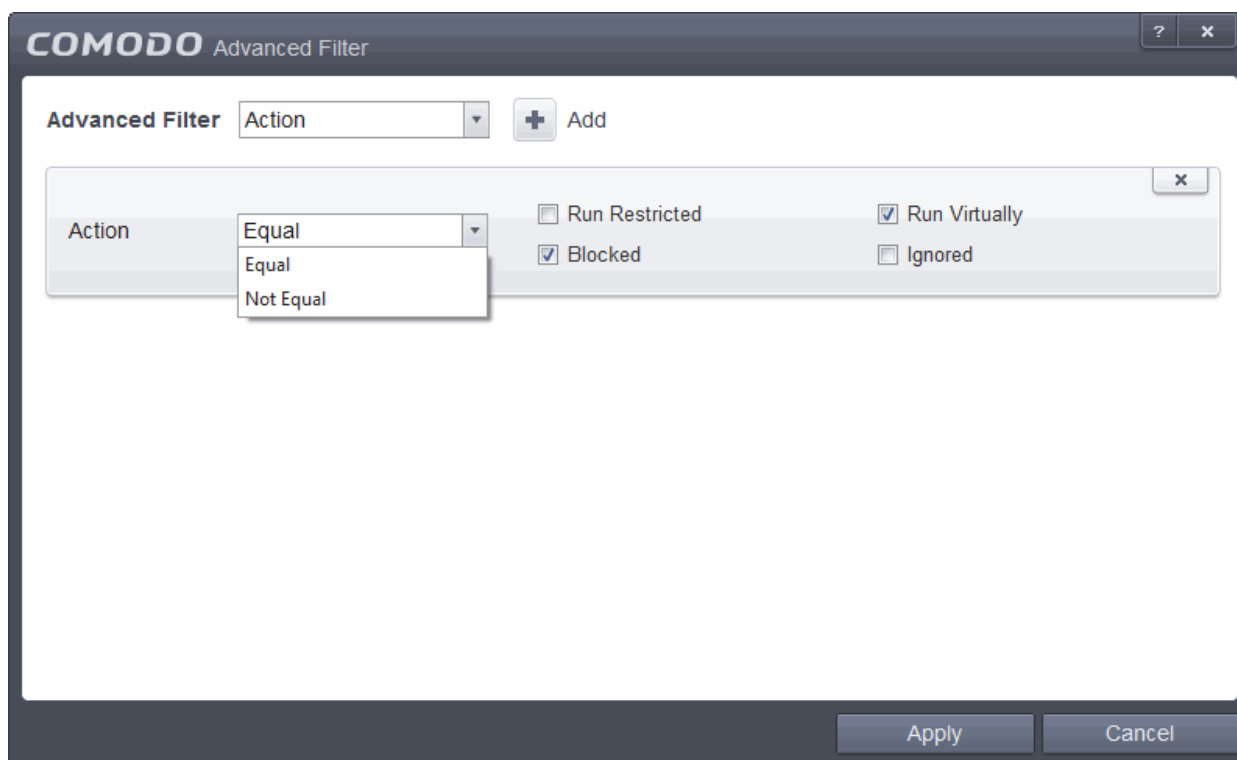 COMODO Advanced Filter ? x
Advanced Filter Action + Add
x
Run Restricted Run Virtually
Action Equal
Blocked Ignored
Equal
Not Equal
Apply Cancel